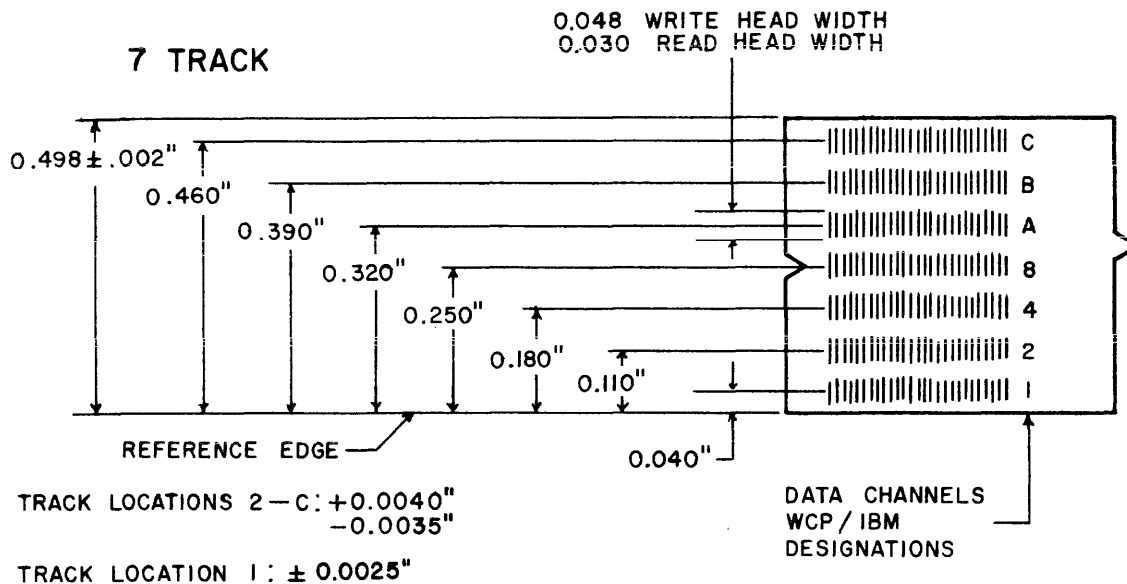 0.048 WRITE HEAD WIDTH
0.030 READ HEAD WIDTH
7 TRACK
0.498 ± .002"
0.460"
0.390"
0.320"
0.250"
0.180"
0.110"
0.040"
C
B
A
8
4
2
1
REFERENCE EDGE
TRACK LOCATIONS 2—C: +0.0040"
-0.0035"
TRACK LOCATION 1: ± 0.0025"
DATA CHANNELS
WCP/IBM
DESIGNATIONS